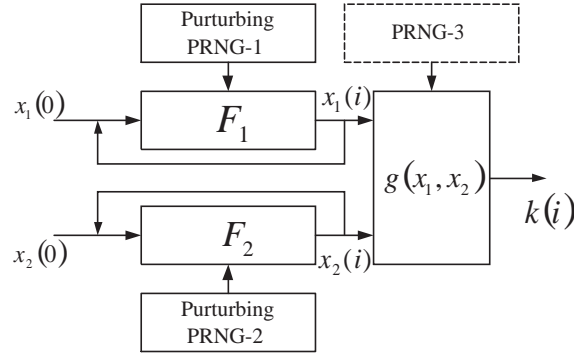 Purturbing
PRNG-1
PRNG-3
x₁(0)
F₁
x₁(i)
g(x₁, x₂)
k(i)
x₂(0)
F₂
x₂(i)
Purturbing
PRNG-2